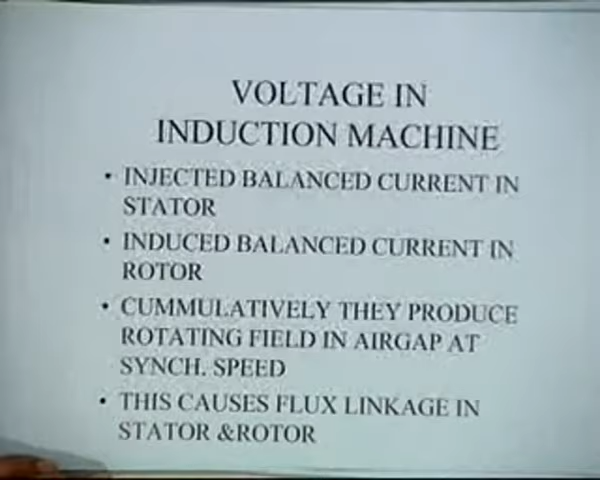 VOLTAGE IN
INDUCTION MACHINE
• INJECTED BALANCED CURRENT IN
STATOR
• INDUCED BALANCED CURRENT IN
ROTOR
• CUMMULATIVELY THEY PRODUCE
ROTATING FIELD IN AIRGAP AT
SYNCH. SPEED
• THIS CAUSES FLUX LINKAGE IN
STATOR &ROTOR